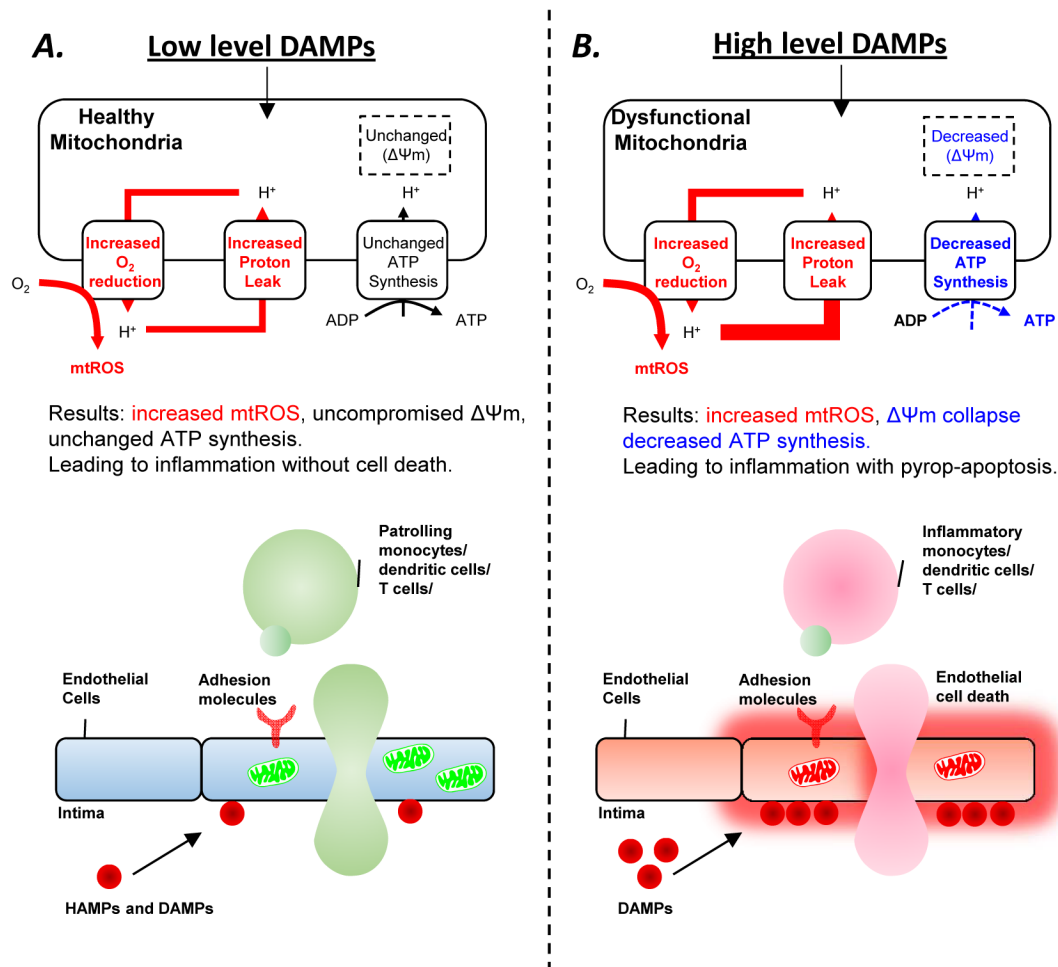 A.
Low level DAMPs
Healthy
Mitochondria
Unchanged
(ΔΨm)
H⁺
H⁺
Increased
O₂
reduction
Increased
Proton
Leak
Unchanged
ATP
Synthesis
O₂
H⁺
ADP
ATP
mtROS
Results: increased mtROS, uncompromised ΔΨm,
unchanged ATP synthesis.
Leading to inflammation without cell death.
Patrolling
monocytes/
dendritic cells/
T cells/
Endothelial
Cells
Adhesion
molecules
Intima
HAMPs and DAMPs
B.
High level DAMPs
Dysfunctional
Mitochondria
Decreased
(ΔΨm)
H⁺
H⁺
Increased
O₂
reduction
Increased
Proton
Leak
Decreased
ATP
Synthesis
O₂
H⁺
ADP
ATP
mtROS
Results: increased mtROS, ΔΨm collapse
decreased ATP synthesis.
Leading to inflammation with pyrop-apoptosis.
Inflammatory
monocytes/
dendritic cells/
T cells/
Endothelial
Cells
Adhesion
molecules
Endothelial
cell death
Intima
DAMPs